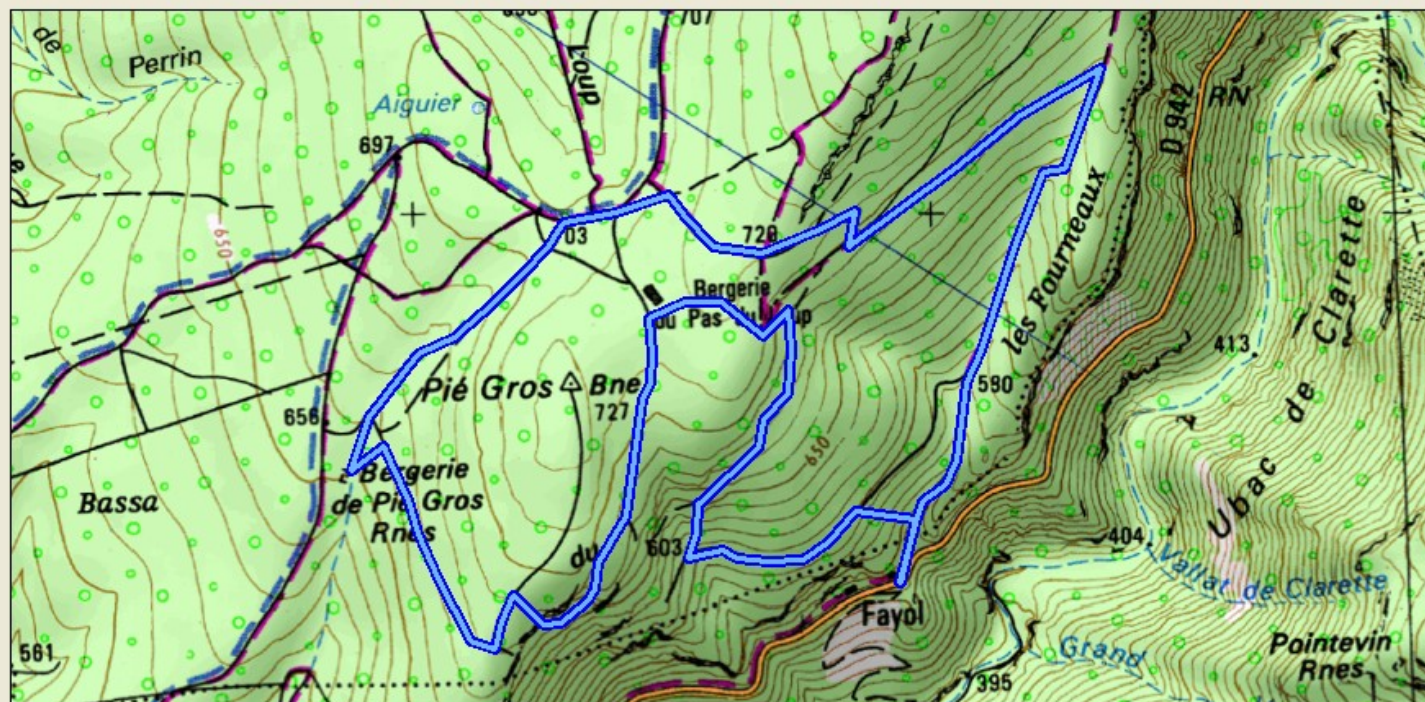 de
Perrin
Aiguier
697
Loup
707
650
03
Bergerie
du Pas du Loup
D 942
RN
les Fourneaux
413
Clarette
de
Ubac
Pié Gros
Bne
727
656
Bergerie
de Pié Gros
Rnes
Bassa
650
580
603
du
404
Vallat de Clarette
Fayol
Grand
Pointevin
Rnes
395
561